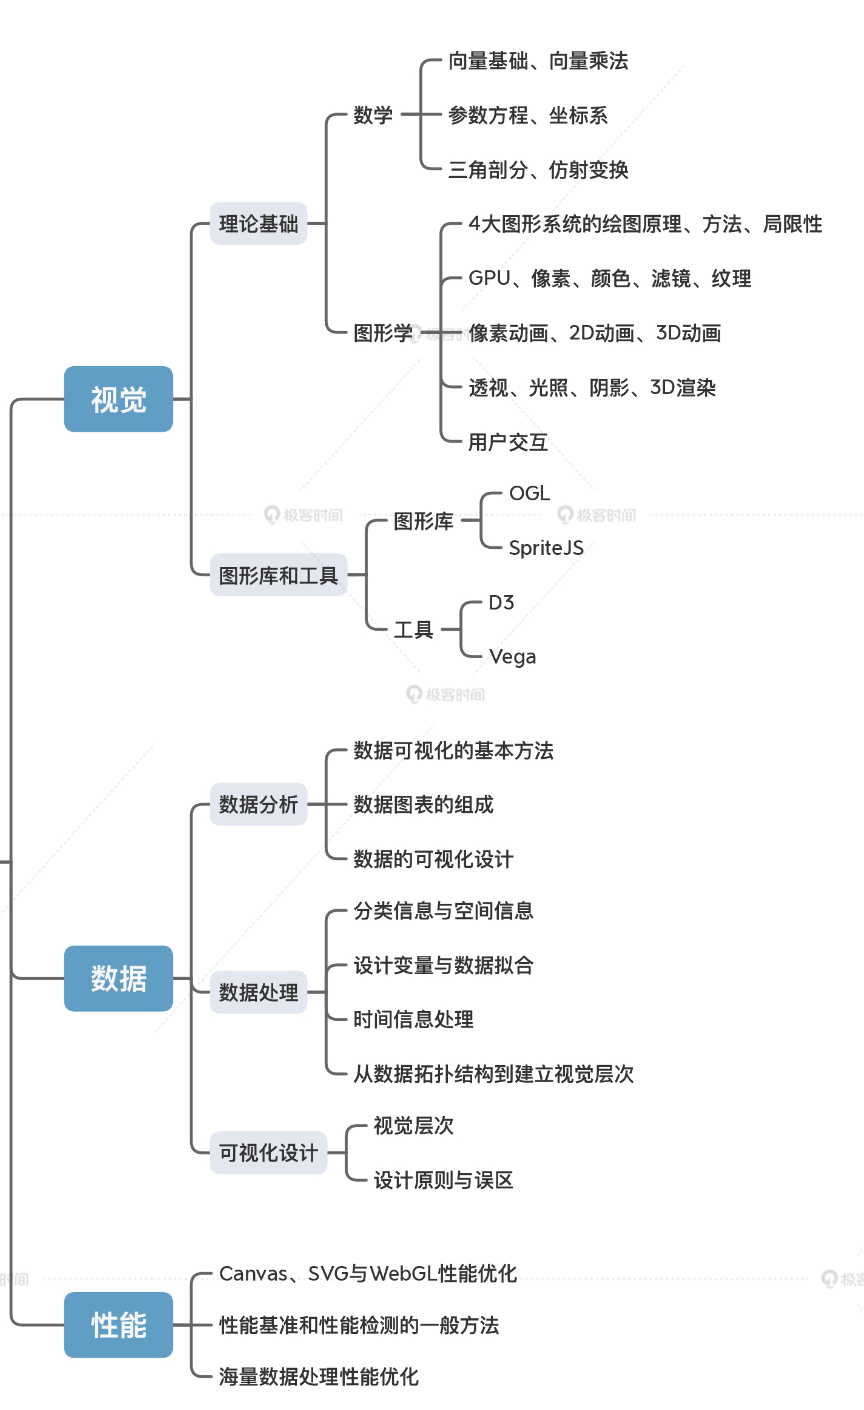 向量基础、向量乘法
数学
参数方程、坐标系
三角剖分、仿射变换
理论基础
4大图形系统的绘图原理、方法、局限性
GPU、像素、颜色、滤镜、纹理
图形学
像素动画、2D动画、3D动画
透视、光照、阴影、3D渲染
用户交互
视觉
OGL
图形库
SpriteJS
图形库和工具
D3
工具
Vega
极客时间
极客时间
极客时间
极客时间
数据可视化的基本方法
数据分析
数据图表的组成
数据的可视化设计
分类信息与空间信息
设计变量与数据拟合
数据
数据处理
时间信息处理
从数据拓扑结构到建立视觉层次
视觉层次
可视化设计
设计原则与误区
Canvas、SVG与WebGL性能优化
时间
极客
性能
性能基准和性能检测的一般方法
海量数据处理性能优化